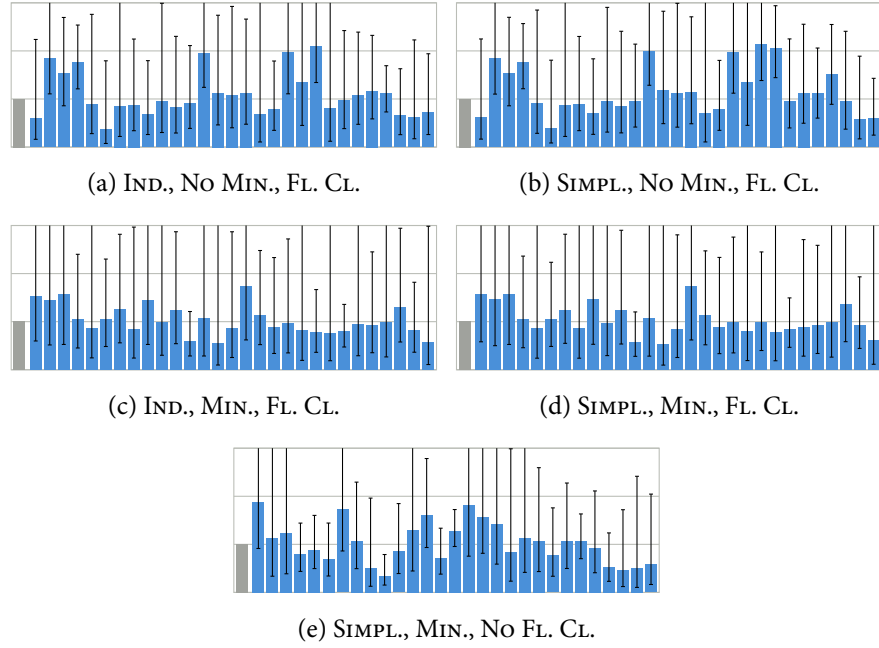 (a) Ind., No Min., Fl. Cl.
(b) Simpl., No Min., Fl. Cl.
(c) Ind., Min., Fl. Cl.
(d) Simpl., Min., Fl. Cl.
(e) Simpl., Min., No Fl. Cl.